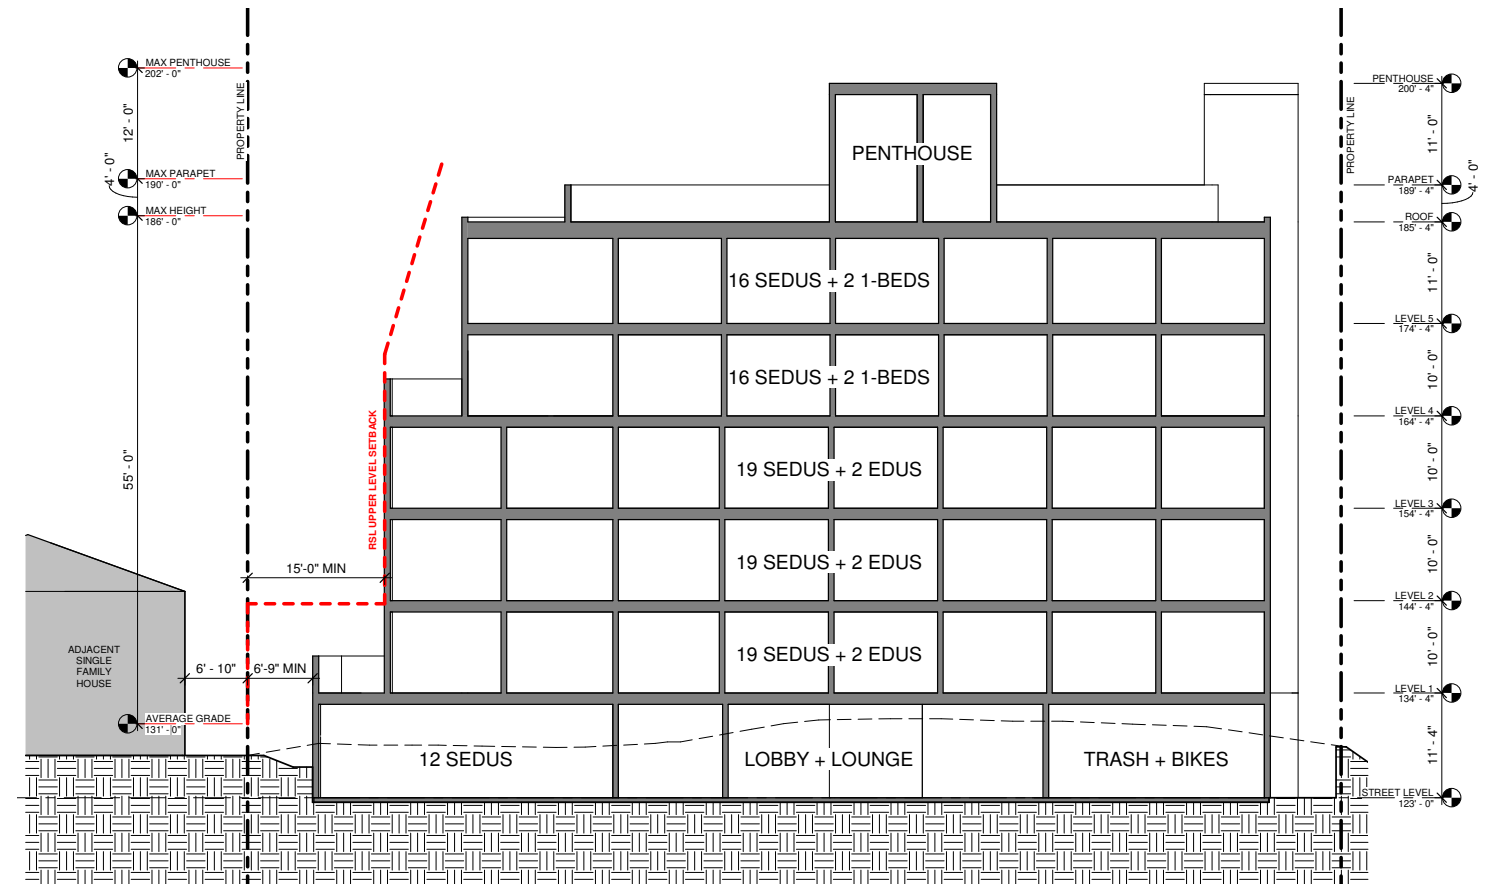 MAX PENTHOUSE
202' - 0"
12' - 0"
4' - 0"
MAX PARAPET
190' - 0"
MAX HEIGHT
186' - 0"
55' - 0"
AVERAGE GRADE
131' - 0"
PROPERTY LINE
ADJACENT
SINGLE
FAMILY
HOUSE
6' - 10"
6'-9" MIN
15'-0" MIN
RSL UPPER LEVEL SETBACK
PENTHOUSE
16 SEDUS + 2 1-BEDS
16 SEDUS + 2 1-BEDS
19 SEDUS + 2 EDUS
19 SEDUS + 2 EDUS
19 SEDUS + 2 EDUS
12 SEDUS
LOBBY + LOUNGE
TRASH + BIKES
PROPERTY LINE
PENTHOUSE
200' - 4"
11' - 0"
PARAPET
189' - 4"
4' - 0"
ROOF
185' - 4"
11' - 0"
LEVEL 5
174' - 4"
10' - 0"
LEVEL 4
164' - 4"
10' - 0"
LEVEL 3
154' - 4"
10' - 0"
LEVEL 2
144' - 4"
10' - 0"
LEVEL 1
134' - 4"
11' - 4"
STREET LEVEL
123' - 0"